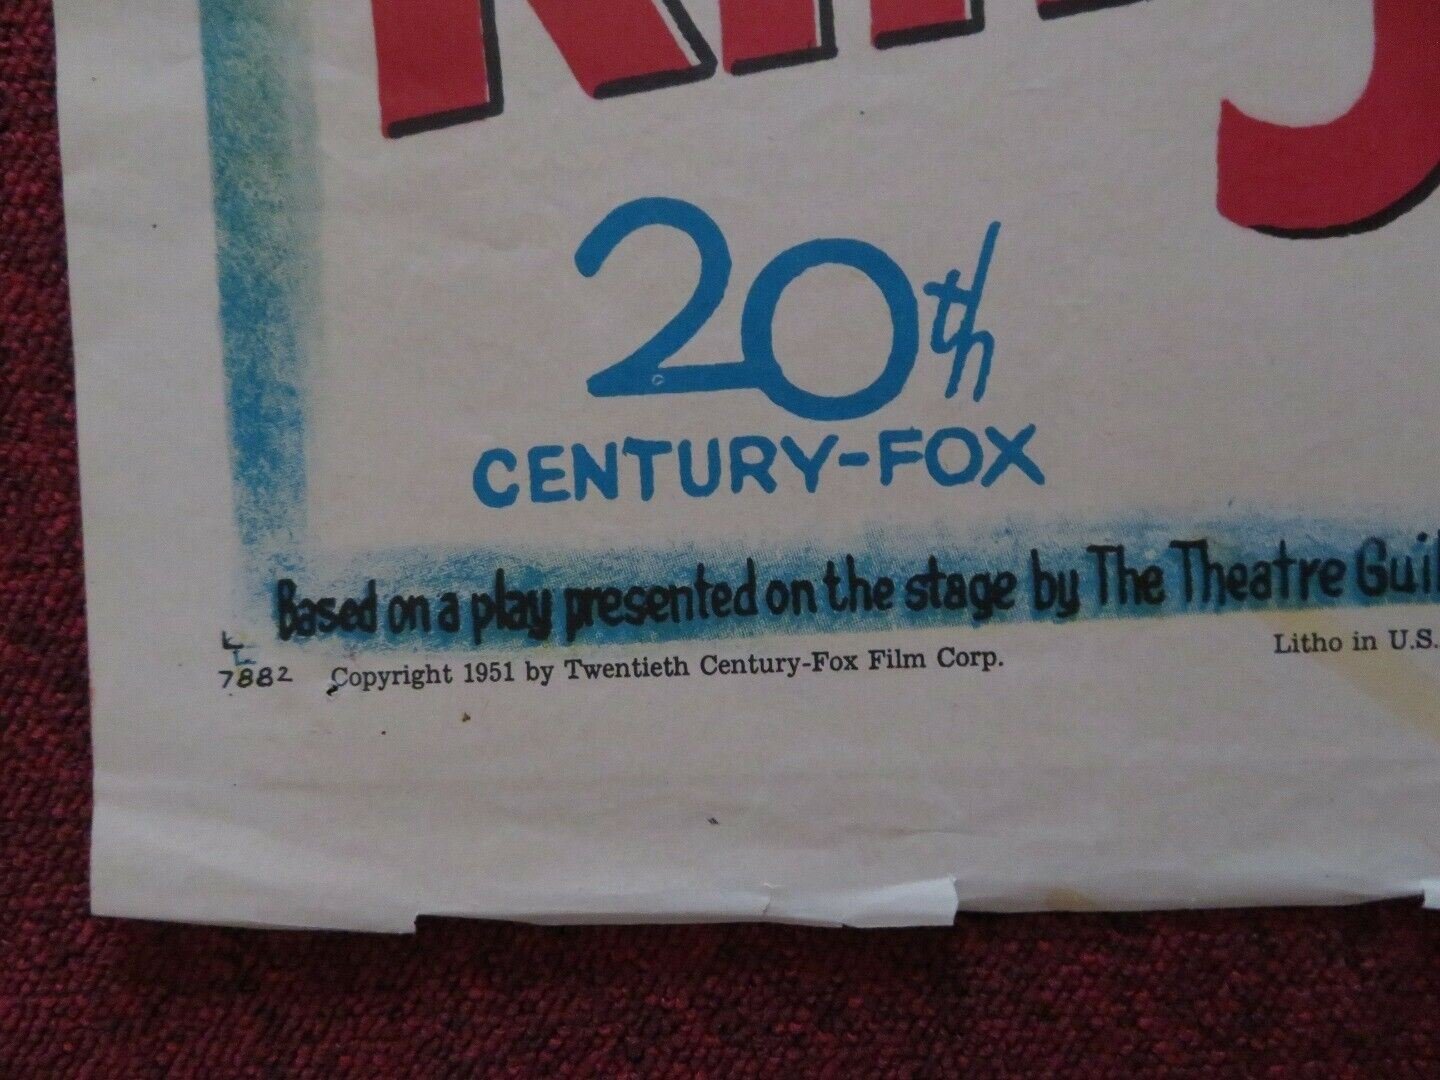 20th
CENTURY-FOX
Based on a play presented on the stage by The Theatre Guil
7882 Copyright 1951 by Twentieth Century-Fox Film Corp. Litho in U.S.